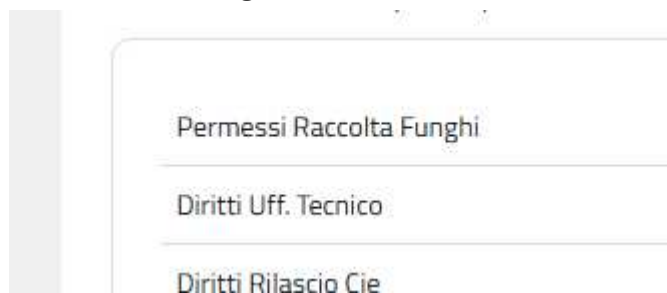 Permessi Raccolta Funghi
Diritti Uff. Tecnico
Diritti Rilascio Cie